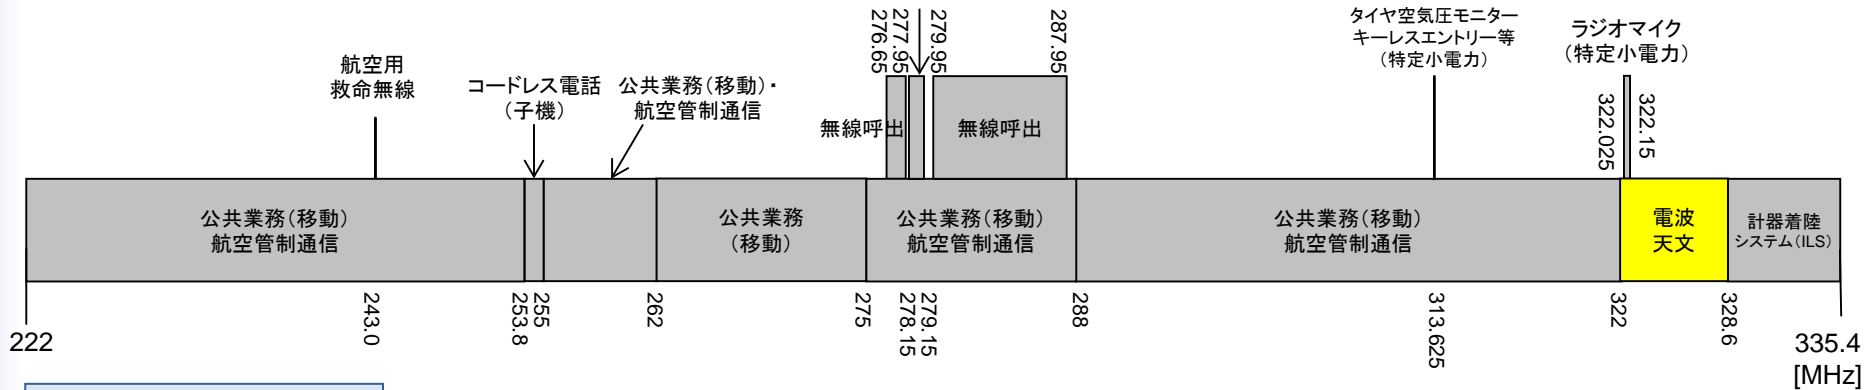 航空用
救命無線
コードレス電話
（子機）
公共業務（移動）・
航空管制通信
276.65
277.95
279.95
287.95
無線呼出
無線呼出
タイヤ空気圧モニター
キーレスエントリー等
（特定小電力）
ラジオマイク
（特定小電力）
322.025
322.15
公共業務（移動）
航空管制通信
公共業務
（移動）
公共業務（移動）
航空管制通信
公共業務（移動）
航空管制通信
電波
天文
計器着陸
システム（ILS）
222
243.0
253.8
255
262
275
278.15
279.15
288
313.625
322
328.6
335.4
[MHz]